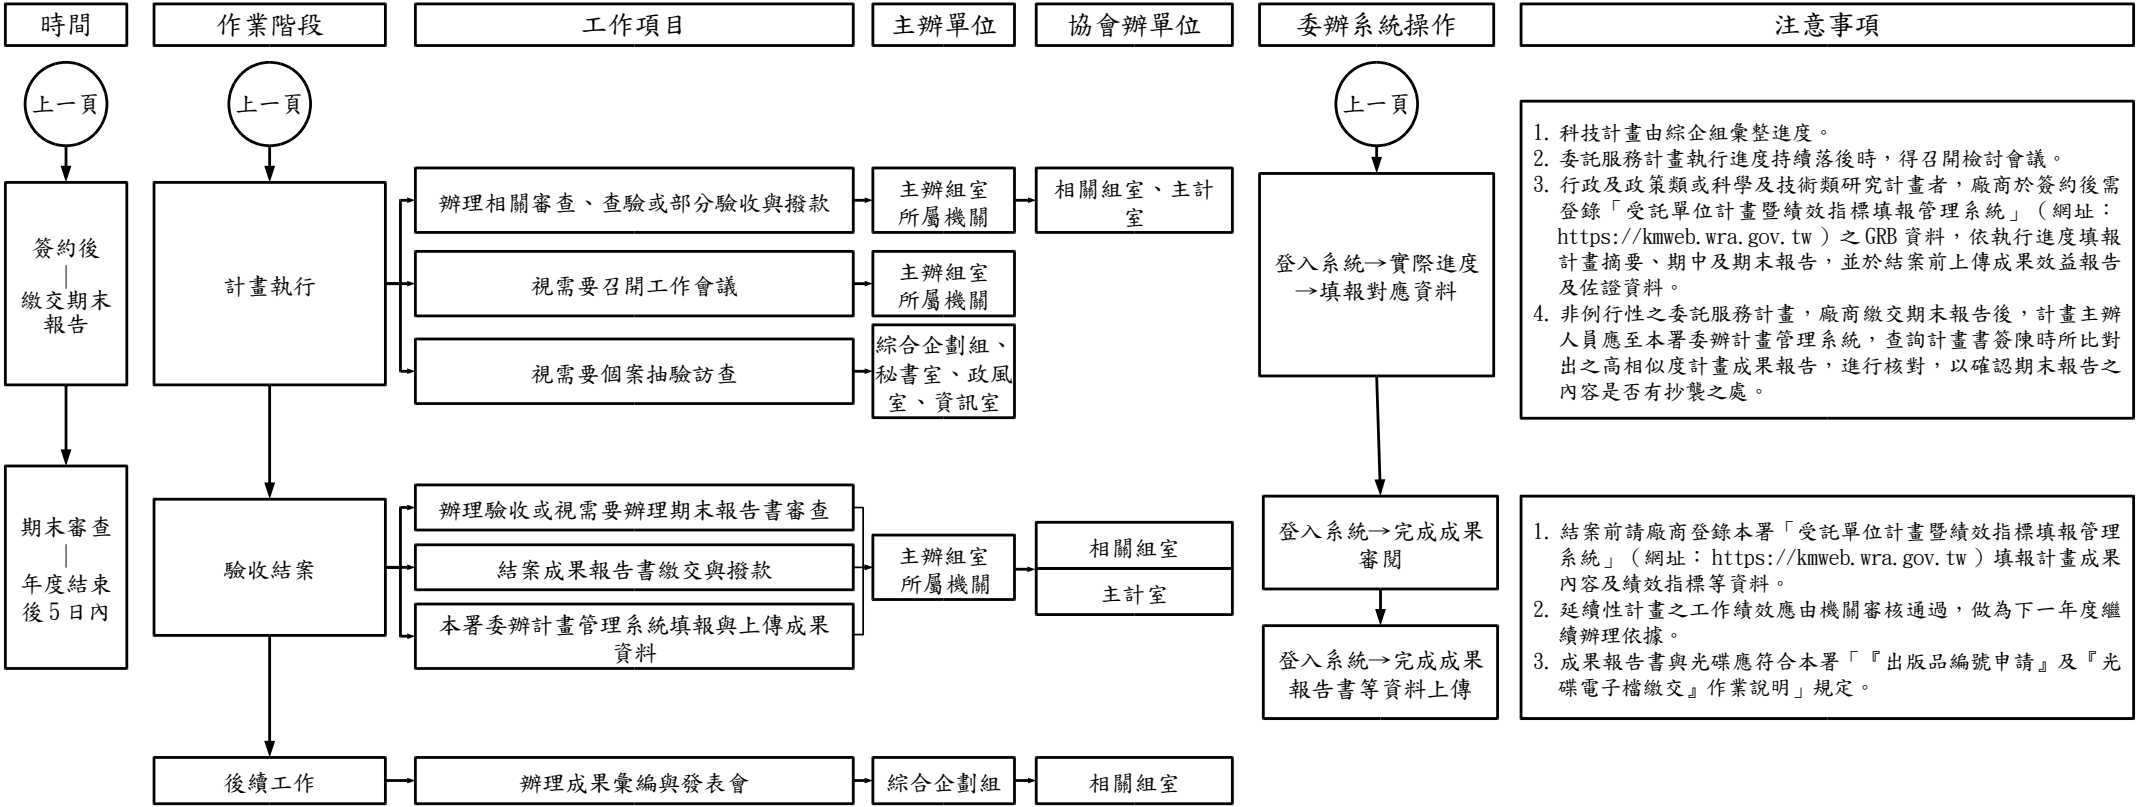 時間
作業階段
工作項目
主辦單位
協會辦單位
委辦系統操作
注意事項
上一頁
上一頁
上一頁
簽約後
｜
繳交期末
報告
計畫執行
辦理相關審查、查驗或部分驗收與撥款
主辦組室
所屬機關
相關組室、主計
室
視需要召開工作會議
主辦組室
所屬機關
視需要個案抽驗訪查
綜合企劃組、
秘書室、政風
室、資訊室
登入系統→實際進度
→填報對應資料
1. 科技計畫由綜企組彙整進度。
2. 委託服務計畫執行進度持續落後時，得召開檢討會議。
3. 行政及政策類或科學及技術類研究計畫者，廠商於簽約後需
登錄「受託單位計畫暨績效指標填報管理系統」（網址：
https://kmweb.wra.gov.tw ）之 GRB 資料，依執行進度填報
計畫摘要、期中及期末報告，並於結案前上傳成果效益報告
及佐證資料。
4. 非例行性之委託服務計畫，廠商繳交期末報告後，計畫主辦
人員應至本署委辦計畫管理系統，查詢計畫書簽陳時所比對
出之高相似度計畫成果報告，進行核對，以確認期末報告之
內容是否有抄襲之處。
期末審查
｜
年度結束
後 5 日內
驗收結案
辦理驗收或視需要辦理期末報告書審查
結案成果報告書繳交與撥款
本署委辦計畫管理系統填報與上傳成果
資料
主辦組室
所屬機關
相關組室
主計室
登入系統→完成成果
審閱
登入系統→完成成果
報告書等資料上傳
1. 結案前請廠商登錄本署「受託單位計畫暨績效指標填報管理
系統」（網址： https://kmweb.wra.gov.tw ）填報計畫成果
內容及績效指標等資料。
2. 延續性計畫之工作績效應由機關審核通過，做為下一年度繼
續辦理依據。
3. 成果報告書與光碟應符合本署「『出版品編號申請』及『光
碟電子檔繳交』作業說明」規定。
後續工作
辦理成果彙編與發表會
綜合企劃組
相關組室